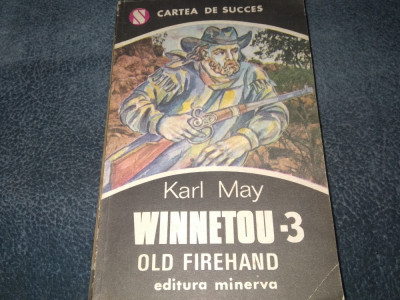 S CARTEA DE SUCCES
Karl May
WINNETOU-3
OLD FIREHAND
editura minerva